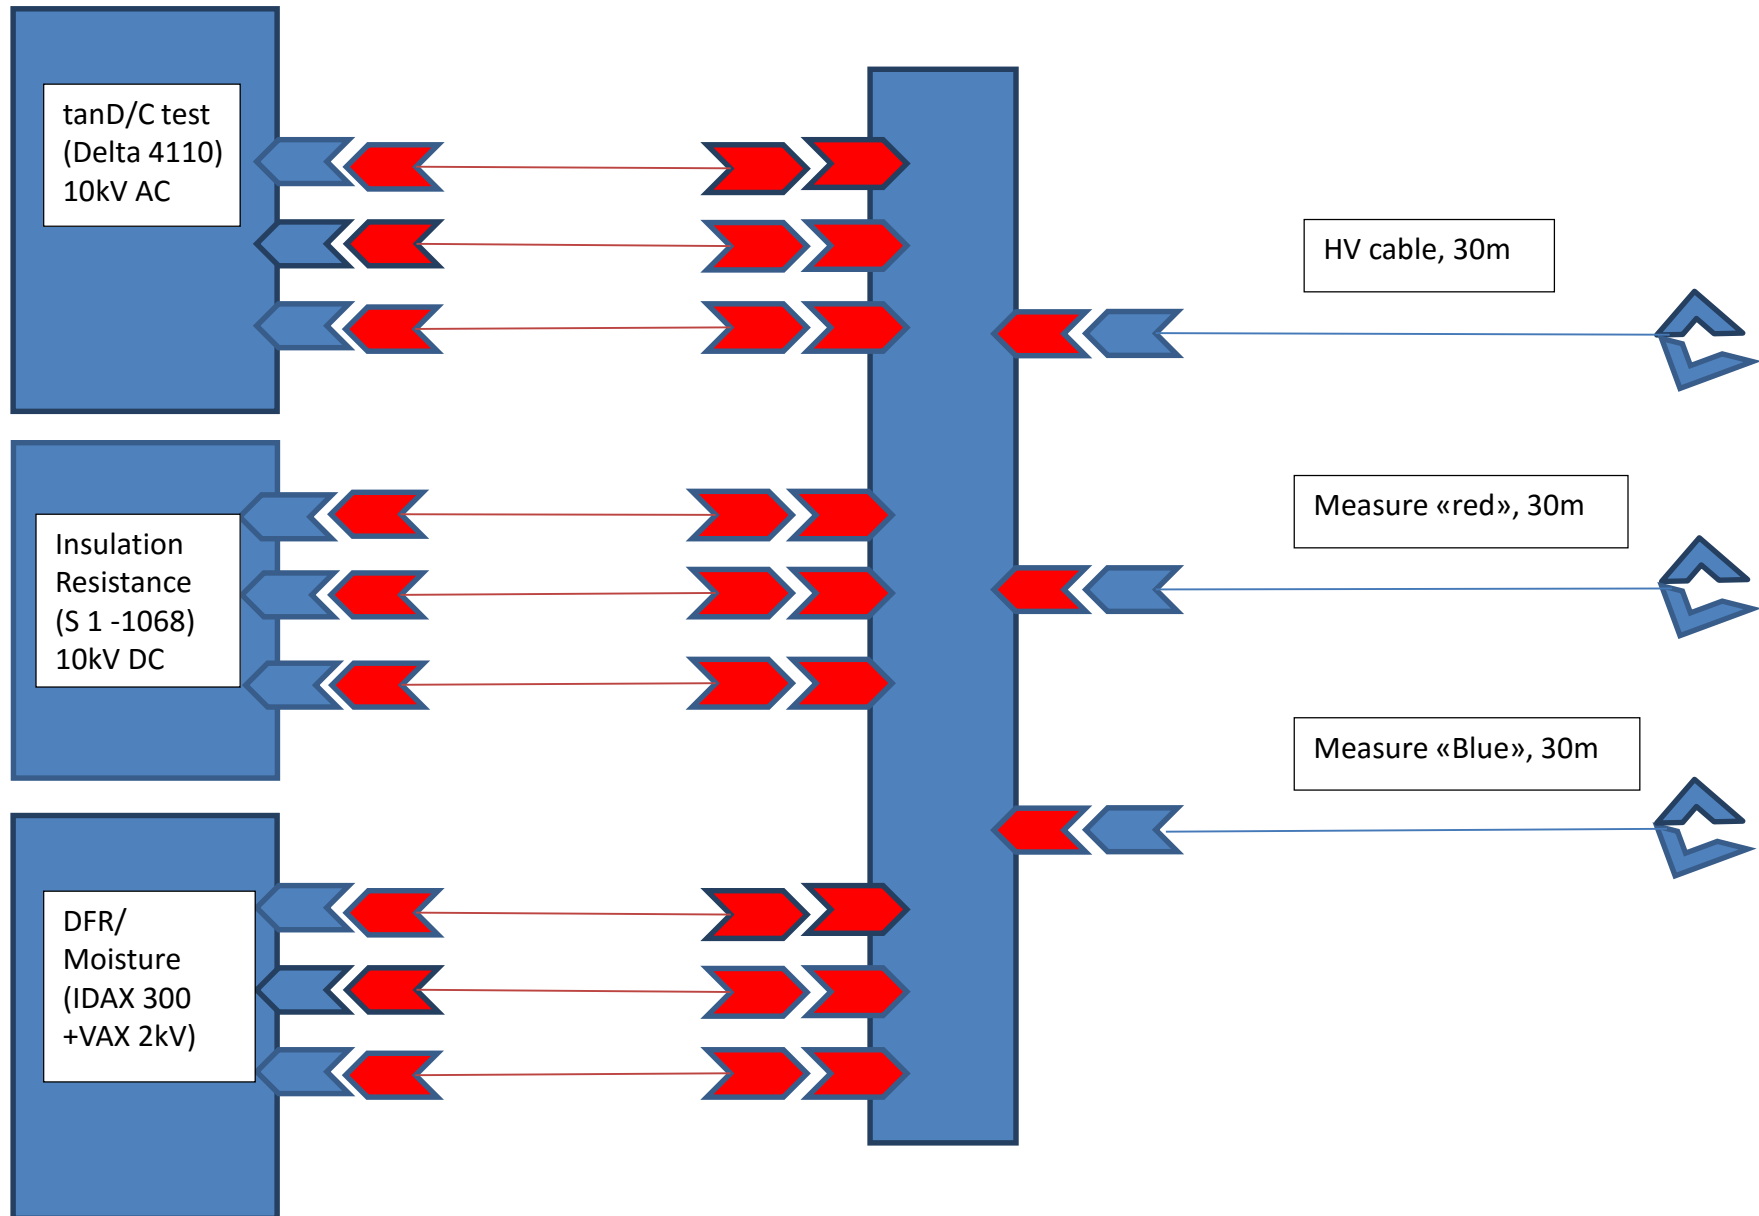 tanD/C test
(Delta 4110)
10kV AC
HV cable, 30m
Measure «red», 30m
Insulation
Resistance
(S 1 -1068)
10kV DC
Measure «Blue», 30m
DFR/
Moisture
(IDAX 300
+VAX 2kV)